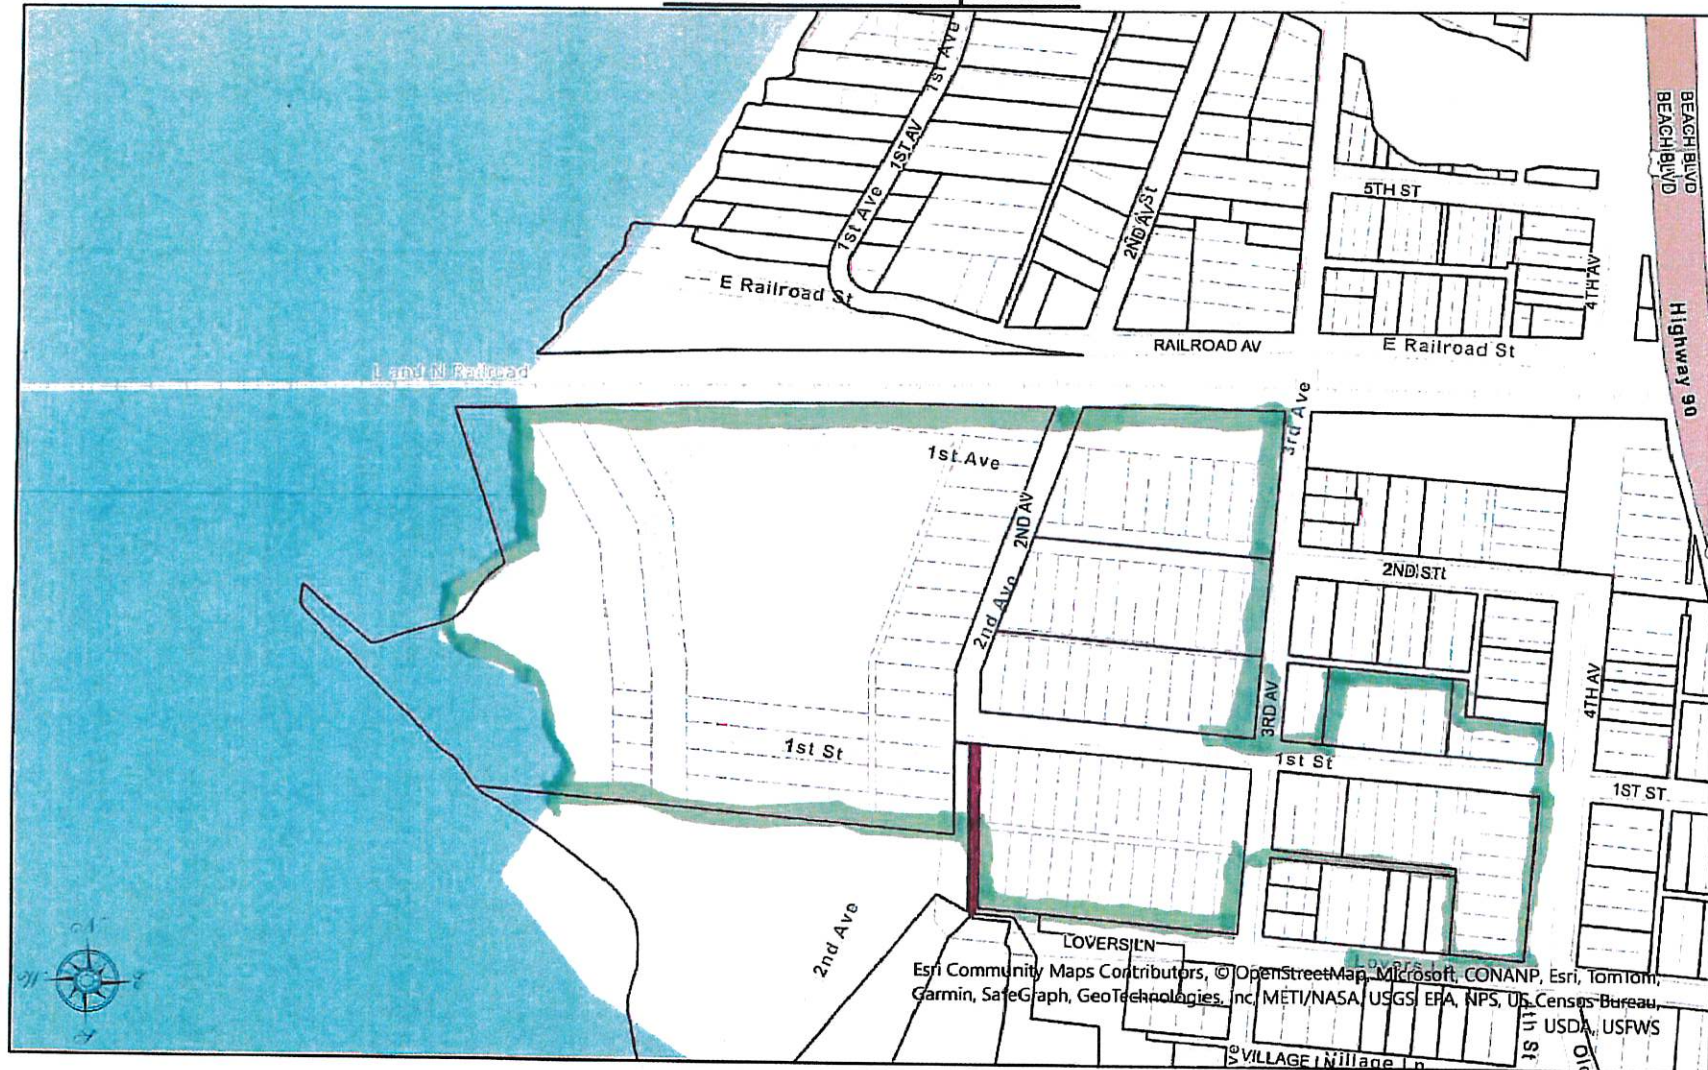 1st Ave
1st Ave
1ST AV
1st Ave
2ND AV
St
5TH ST
4TH AV
BEACH BLVD
BEACH BLVD
Highway 90
E Railroad St
RAILROAD AV
E Railroad St
L and N Railroad
3rd Ave
1st Ave
2ND AV
2nd Ave
2ND ST
3RD AV
4TH AV
1st St
1st St
1ST ST
2nd Ave
LOVERS LN
Lovers
Esri Community Maps Contributors, © OpenStreetMap, Microsoft, CONANP, Esri, TomTom,
Garmin, SafeGraph, GeoTechnologies, Inc, METI/NASA, USGS, EPA, NPS, US Census Bureau,
USDA, USFWS
VILLAGE LN
Village Ln
th St
N